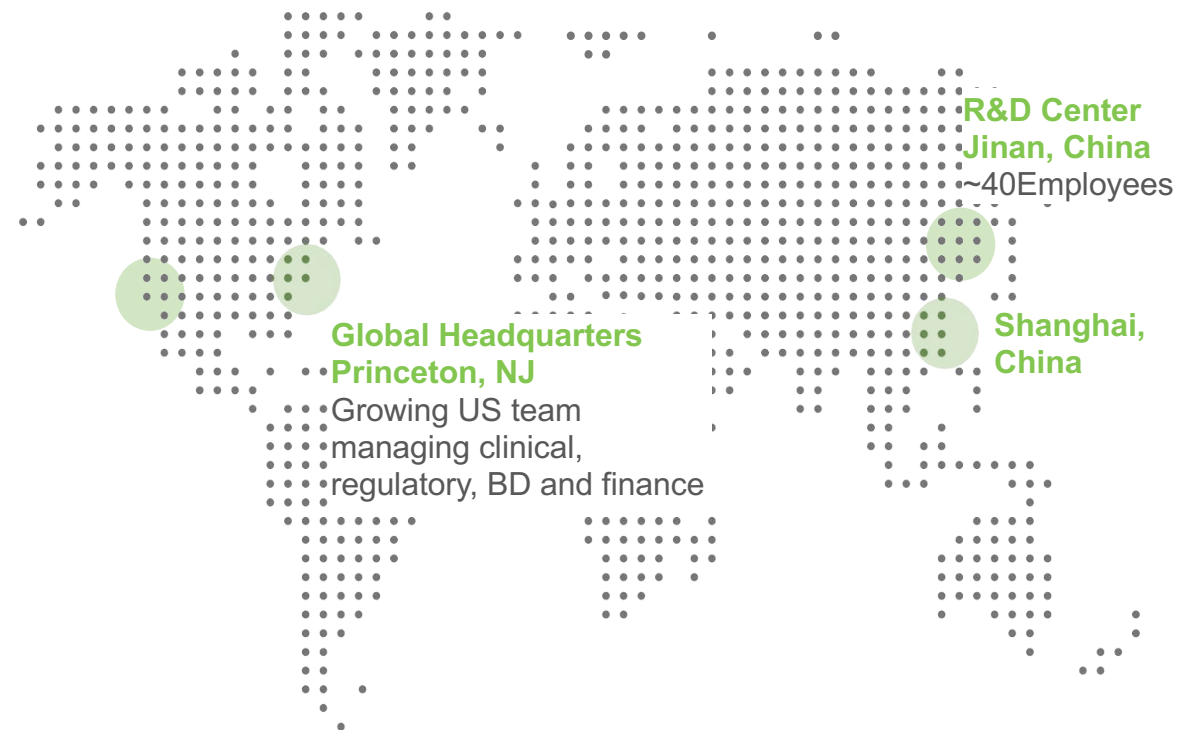 R&D Center
Jinan, China
~40Employees
Global Headquarters
Princeton, NJ
Growing US team
managing clinical,
regulatory, BD and finance
Shanghai,
China